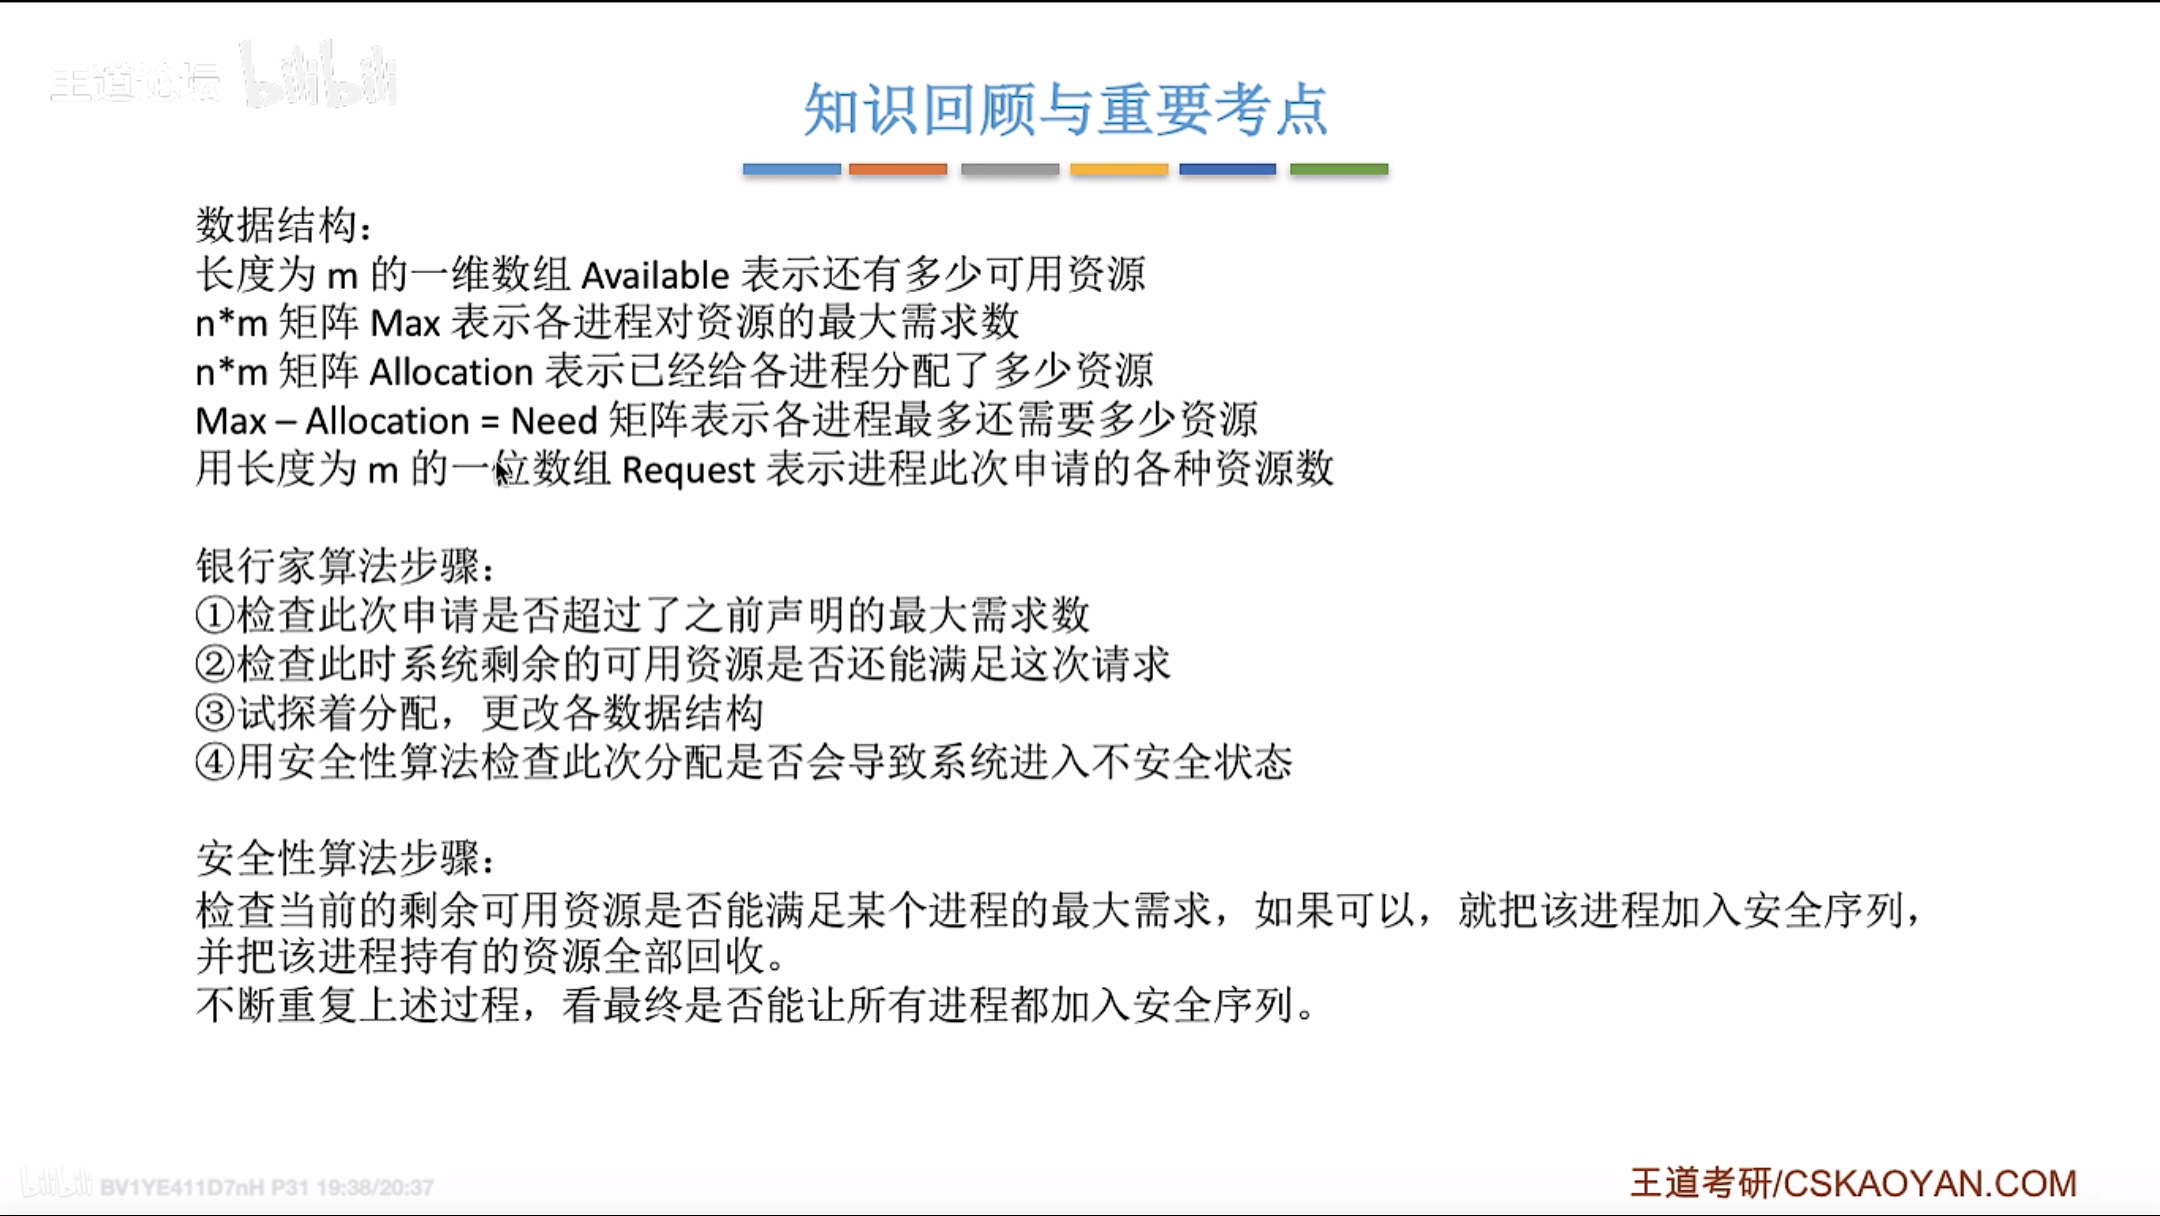 王道论坛 bilibili
知识回顾与重要考点
数据结构：
长度为 m 的一维数组 Available 表示还有多少可用资源
n*m 矩阵 Max 表示各进程对资源的最大需求数
n*m 矩阵 Allocation 表示已经给各进程分配了多少资源
Max – Allocation = Need 矩阵表示各进程最多还需要多少资源
用长度为 m 的一位数组 Request 表示进程此次申请的各种资源数
银行家算法步骤：
①检查此次申请是否超过了之前声明的最大需求数
②检查此时系统剩余的可用资源是否还能满足这次请求
③试探着分配，更改各数据结构
④用安全性算法检查此次分配是否会导致系统进入不安全状态
安全性算法步骤：
检查当前的剩余可用资源是否能满足某个进程的最大需求，如果可以，就把该进程加入安全序列，
并把该进程持有的资源全部回收。
不断重复上述过程，看最终是否能让所有进程都加入安全序列。
bilibili BV1YE411D7nH P31 19:38/20:37
王道考研/CSKAOYAN.COM